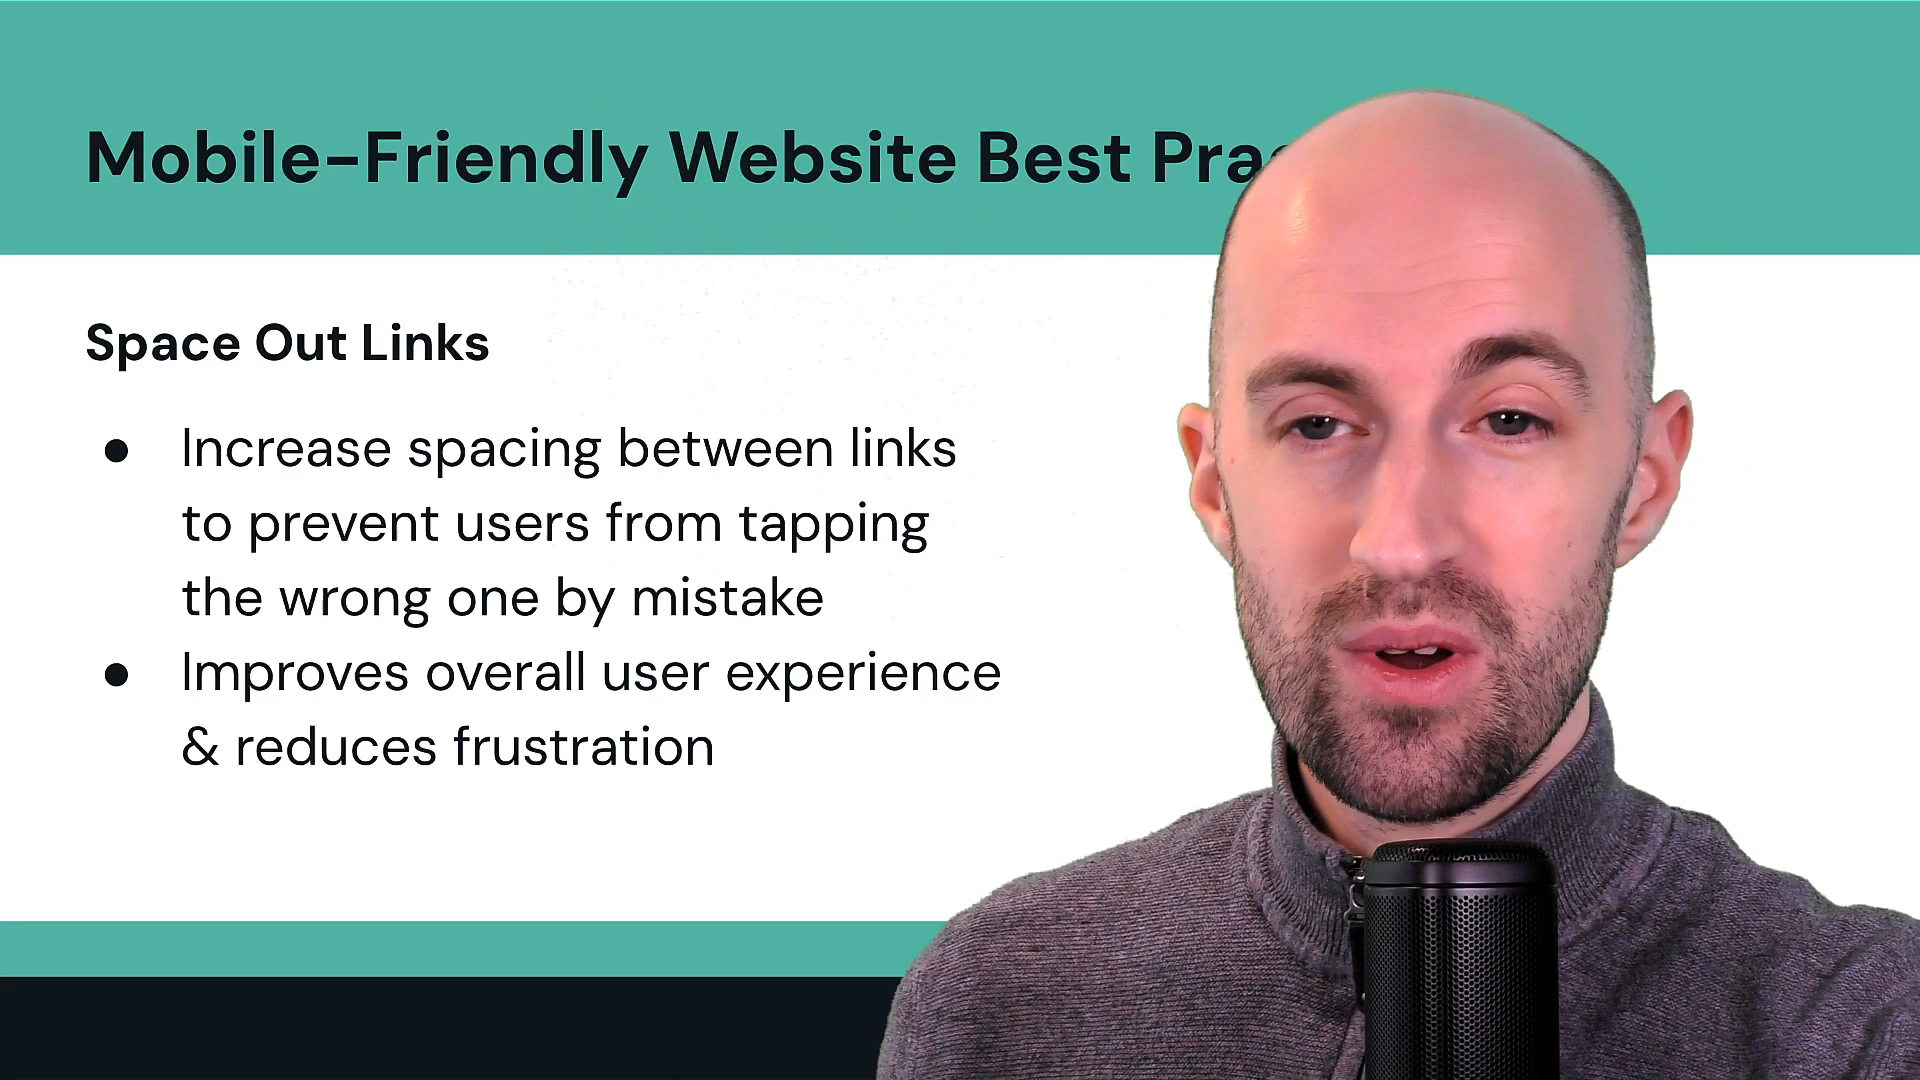 Mobile-Friendly Website Best
Space Out Links
● Increase spacing between links
to prevent users from tapping
the wrong one by mistake
● Improves overall user experience
& reduces frustration